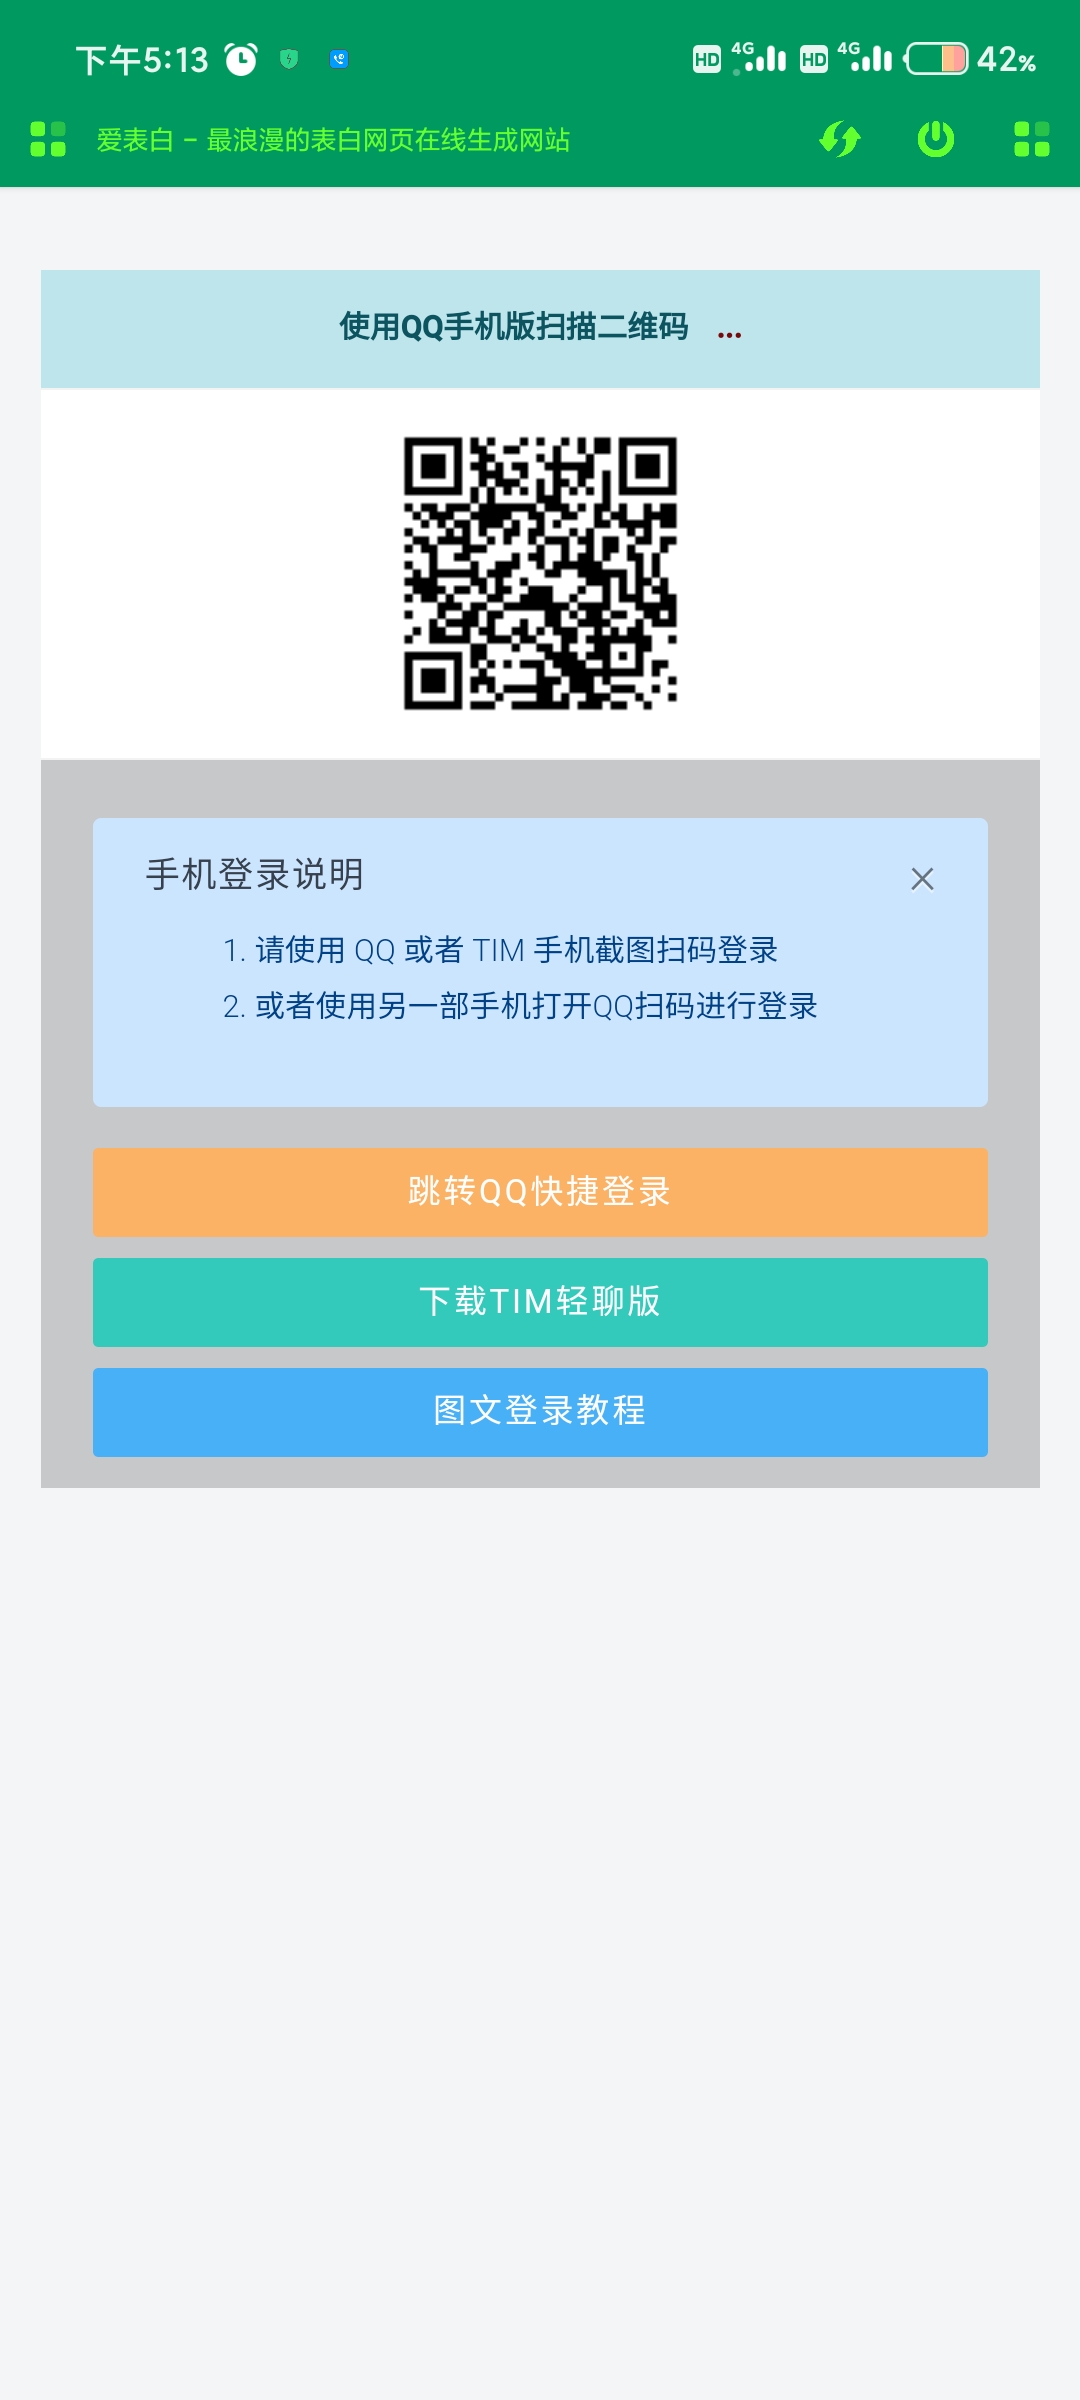 下午5:13 HD 4G HD 4G 42%
爱表白 – 最浪漫的表白网页在线生成网站
使用QQ手机版扫描二维码 ...
手机登录说明
1. 请使用 QQ 或者 TIM 手机截图扫码登录
2. 或者使用另一部手机打开QQ扫码进行登录
跳转QQ快捷登录
下载TIM轻聊版
图文登录教程